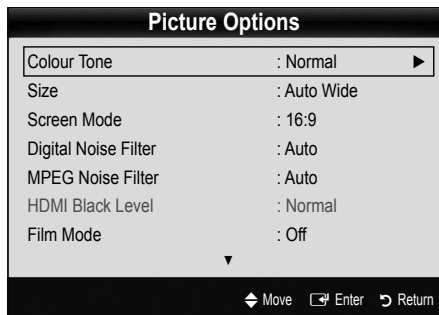 Picture Options
Colour Tone : Normal ►
Size : Auto Wide
Screen Mode : 16:9
Digital Noise Filter : Auto
MPEG Noise Filter : Auto
HDMI Black Level : Normal
Film Mode : Off
▼
Move Enter Return